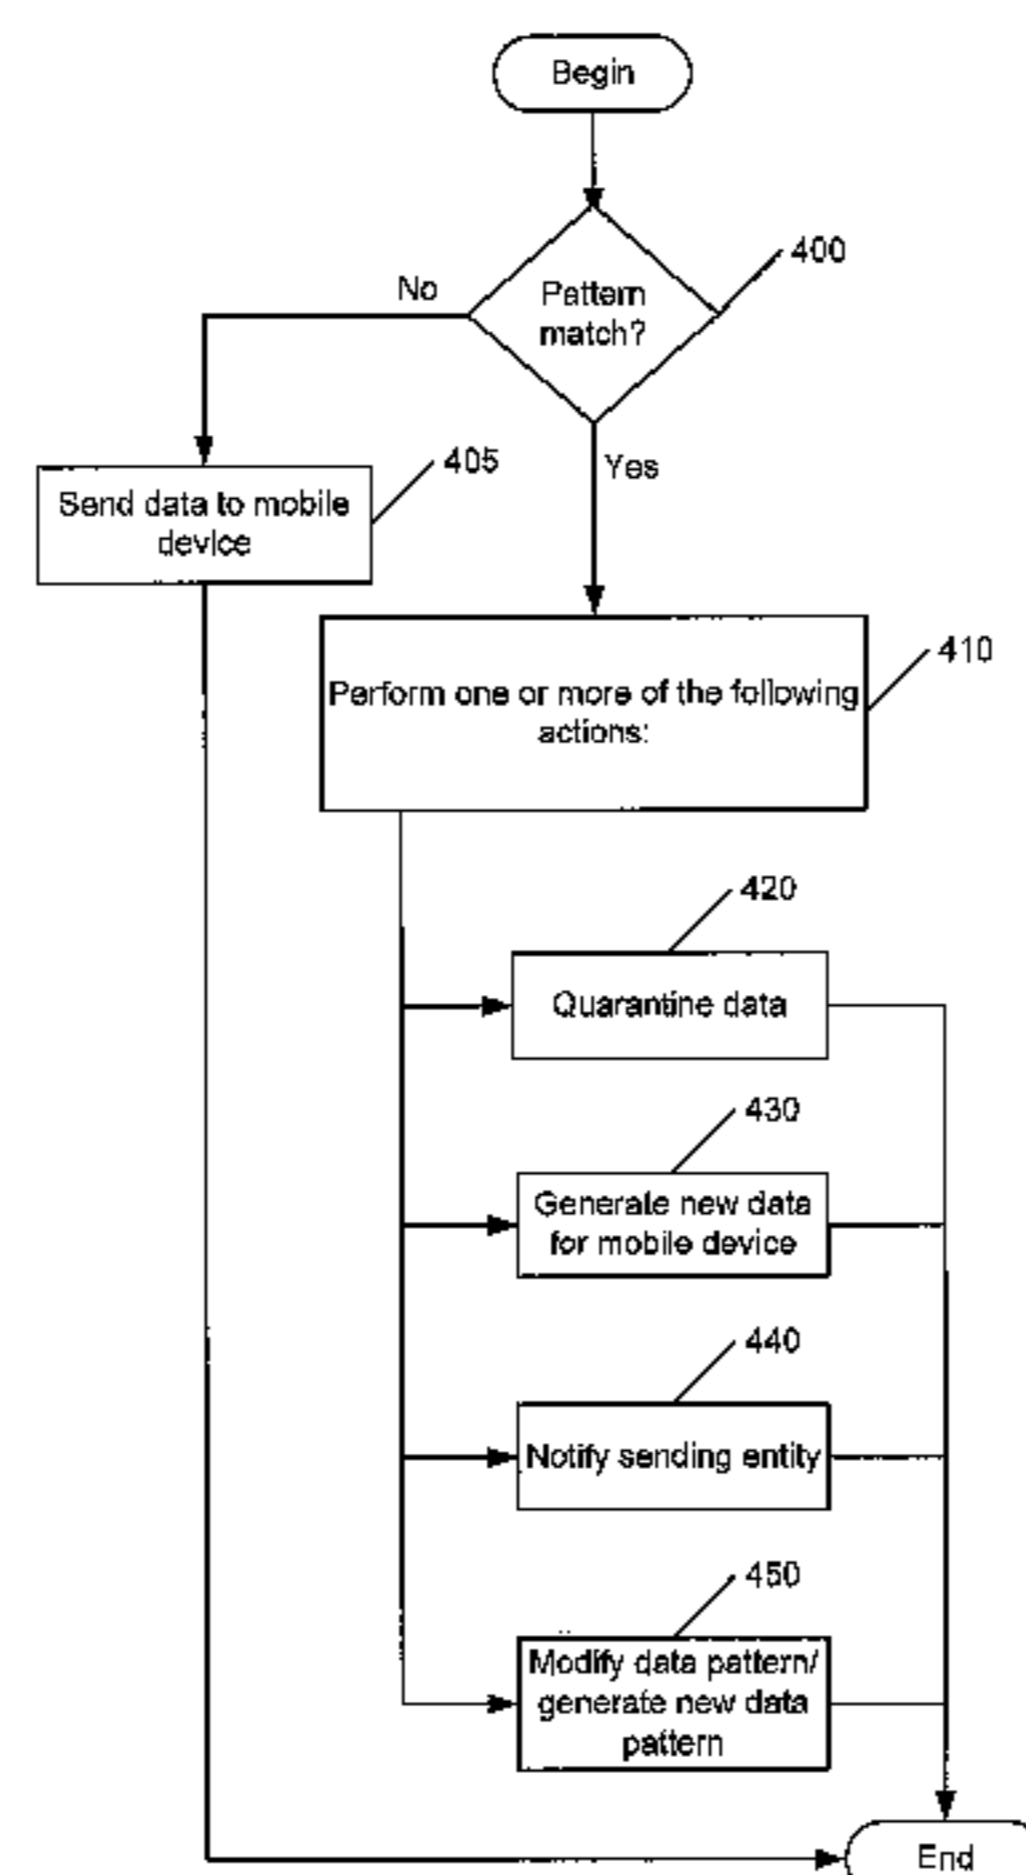 Begin
400
Pattern
match?
No
Yes
405
Send data to mobile
device
410
Perform one or more of the following
actions:
420
Quarantine data
430
Generate new data
for mobile device
440
Notify sending entity
450
Modify data pattern/
generate new data
pattern
End